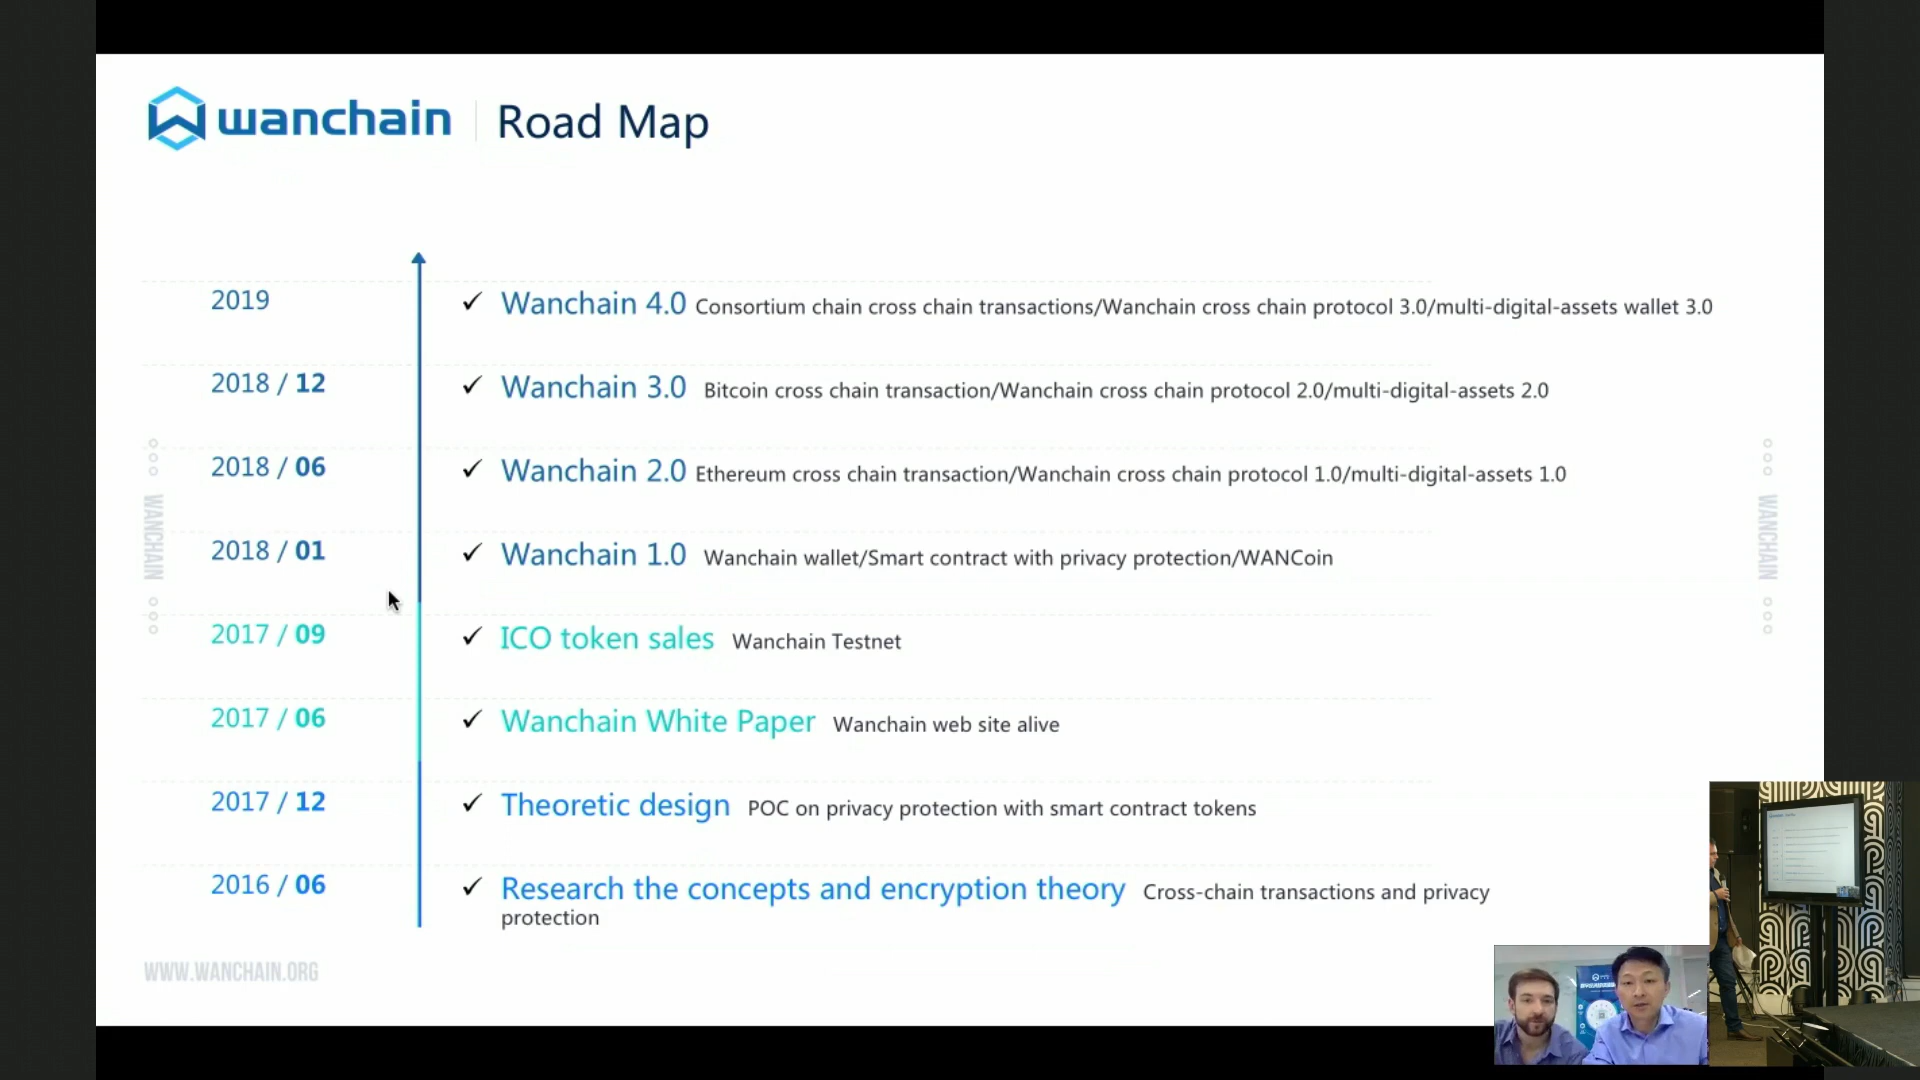 wanchain Road Map
2019 ✓ Wanchain 4.0 Consortium chain cross chain transactions/Wanchain cross chain protocol 3.0/multi-digital-assets wallet 3.0
2018 / 12 ✓ Wanchain 3.0 Bitcoin cross chain transaction/Wanchain cross chain protocol 2.0/multi-digital-assets 2.0
2018 / 06 ✓ Wanchain 2.0 Ethereum cross chain transaction/Wanchain cross chain protocol 1.0/multi-digital-assets 1.0
2018 / 01 ✓ Wanchain 1.0 Wanchain wallet/Smart contract with privacy protection/WANCoin
2017 / 09 ✓ ICO token sales Wanchain Testnet
2017 / 06 ✓ Wanchain White Paper Wanchain web site alive
2017 / 12 ✓ Theoretic design POC on privacy protection with smart contract tokens
2016 / 06 ✓ Research the concepts and encryption theory Cross-chain transactions and privacy
protection
WANCHAIN
WANCHAIN
WWW.WANCHAIN.ORG